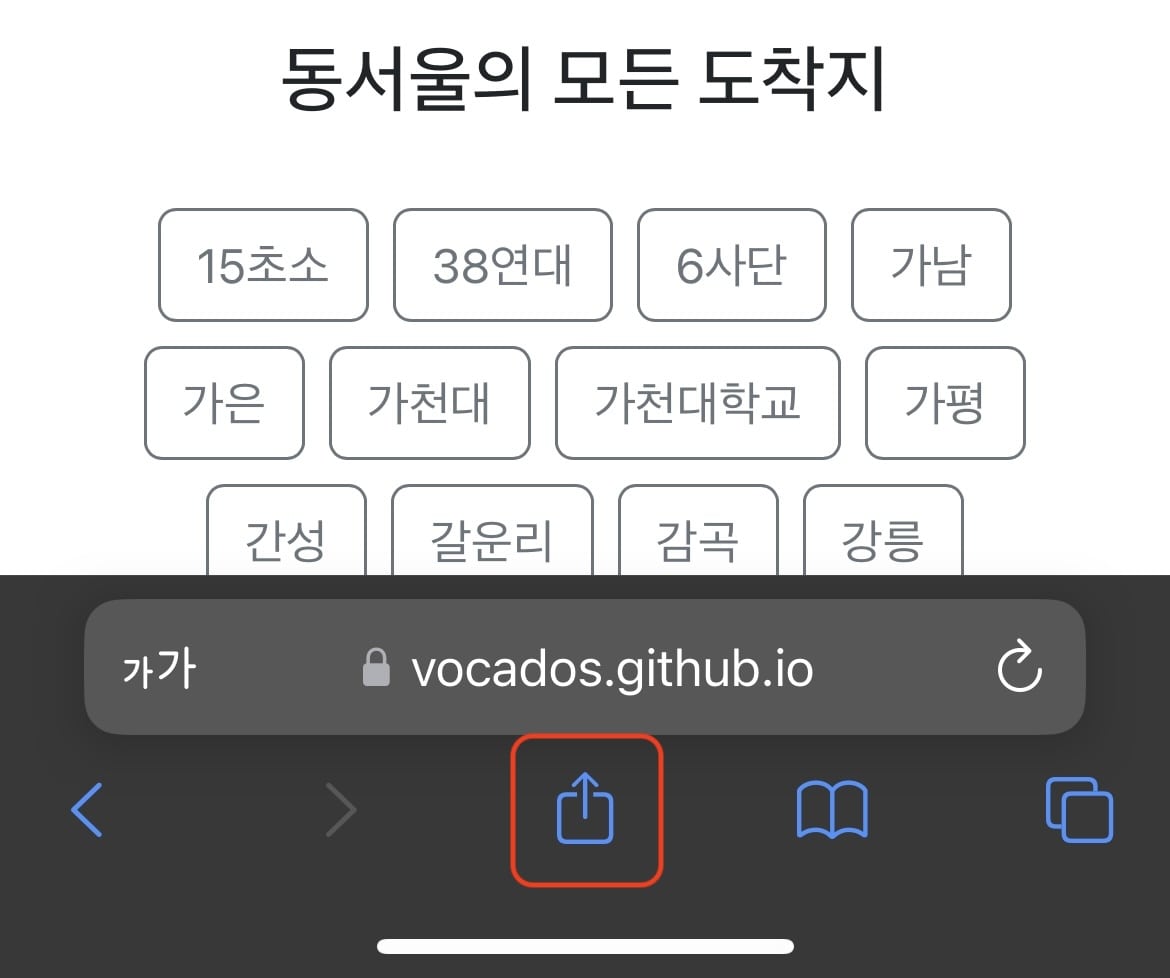 동서울의 모든 도착지
15초소 38연대 6사단 가남
가은 가천대 가천대학교 가평
간성 갈운리 감곡 강릉
가가 vocados.github.io